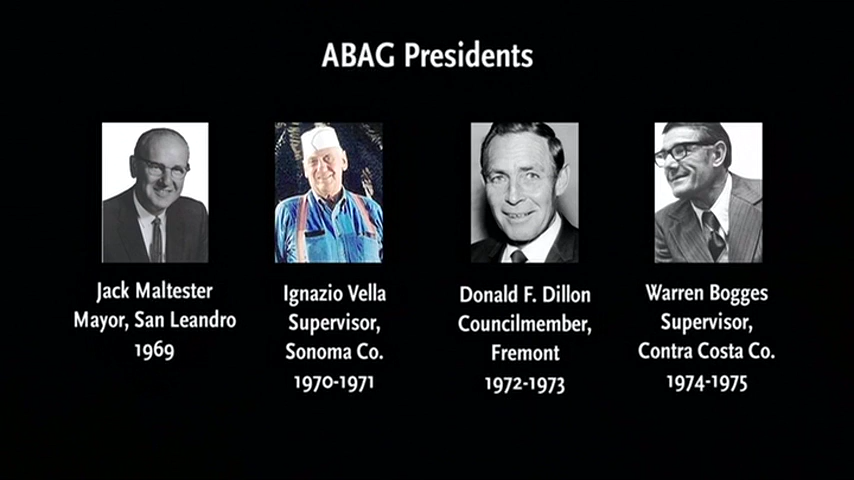 ABAG Presidents
Jack Maltester
Mayor, San Leandro
1969
Ignazio Vella
Supervisor,
Sonoma Co.
1970-1971
Donald F. Dillon
Councilmember,
Fremont
1972-1973
Warren Bogges
Supervisor,
Contra Costa Co.
1974-1975